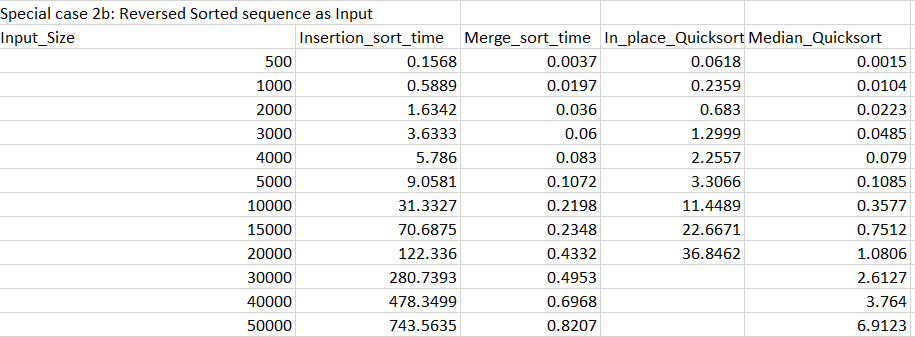 Special case 2b: Reversed Sorted sequence as Input
Input_Size Insertion_sort_time Merge_sort_time In_place_Quicksort Median_Quicksort
500 0.1568 0.0037 0.0618 0.0015
1000 0.5889 0.0197 0.2359 0.0104
2000 1.6342 0.036 0.683 0.0223
3000 3.6333 0.06 1.2999 0.0485
4000 5.786 0.083 2.2557 0.079
5000 9.0581 0.1072 3.3066 0.1085
10000 31.3327 0.2198 11.4489 0.3577
15000 70.6875 0.2348 22.6671 0.7512
20000 122.336 0.4332 36.8462 1.0806
30000 280.7393 0.4953 2.6127
40000 478.3499 0.6968 3.764
50000 743.5635 0.8207 6.9123